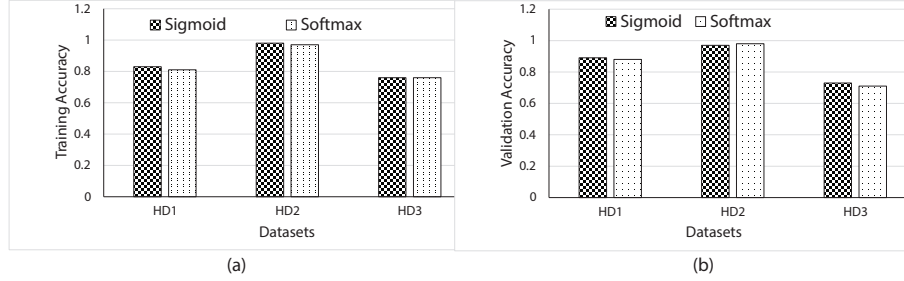 1.2
Sigmoid Softmax
1
0.8
0.6
0.4
0.2
0
Training Accuracy
HD1 HD2 HD3
Datasets
(a)
1.2
Sigmoid Softmax
1
0.8
0.6
0.4
0.2
0
Validation Accuracy
HD1 HD2 HD3
Datasets
(b)